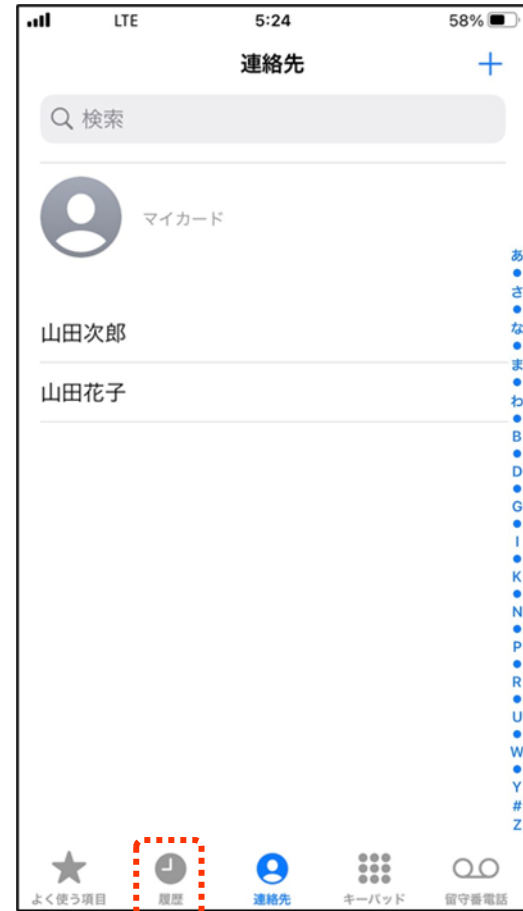 LTE 5:24 58%
連絡先
検索
マイカード
山田次郎
山田花子
あ
さ
な
ま
わ
B
D
G
I
K
N
P
R
U
W
Y
#
Z
よく使う項目 履歴 連絡先 キーパッド 留守番電話